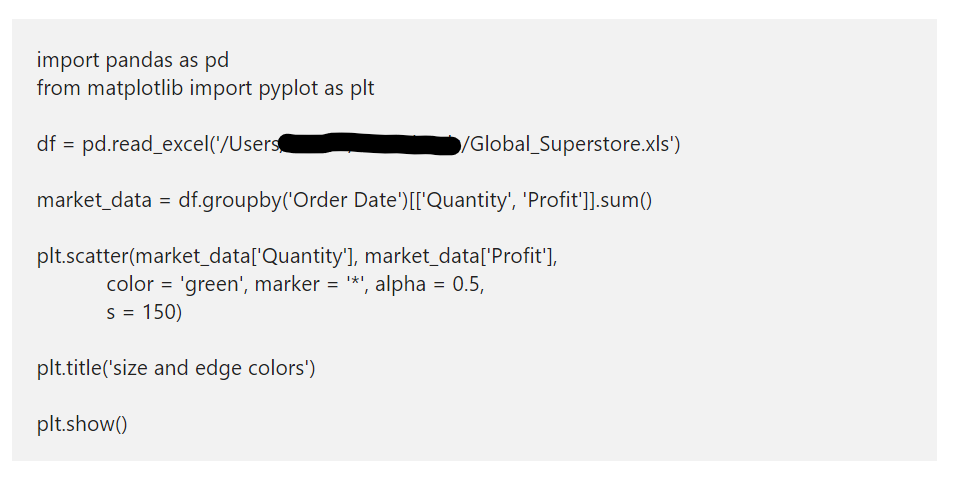 import pandas as pd
from matplotlib import pyplot as plt
df = pd.read_excel('/Users /Global_Superstore.xls')
market_data = df.groupby('Order Date')[['Quantity', 'Profit']].sum()
plt.scatter(market_data['Quantity'], market_data['Profit'],
color = 'green', marker = '*', alpha = 0.5,
s = 150)
plt.title('size and edge colors')
plt.show()